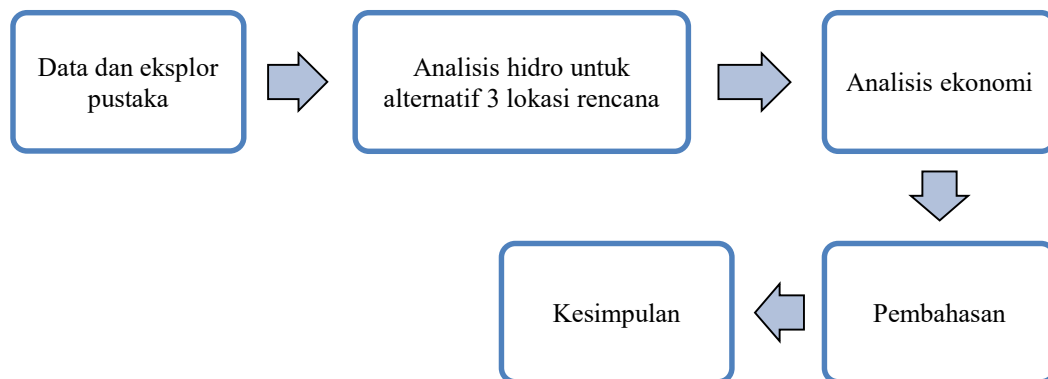 Data dan eksplor
pustaka
Analisis hidro untuk
alternatif 3 lokasi rencana
Analisis ekonomi
Pembahasan
Kesimpulan